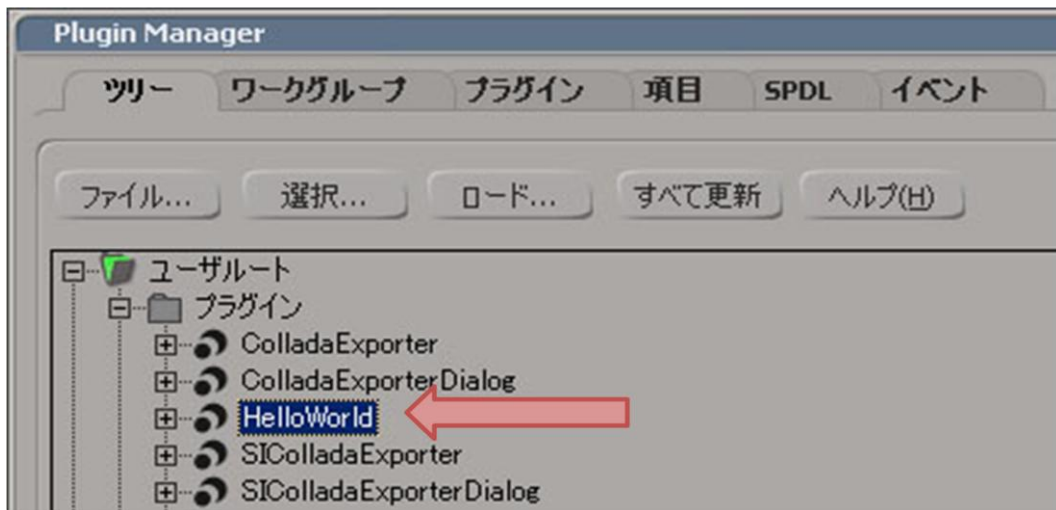 Plugin Manager
ツリー ワークグループ プラグイン 項目 SPDL イベント
ファイル... 選択... ロード... すべて更新 ヘルプ(H)
ユーザルート
プラグイン
ColladaExporter
ColladaExporterDialog
HelloWorld
SIColladaExporter
SIColladaExporterDialog